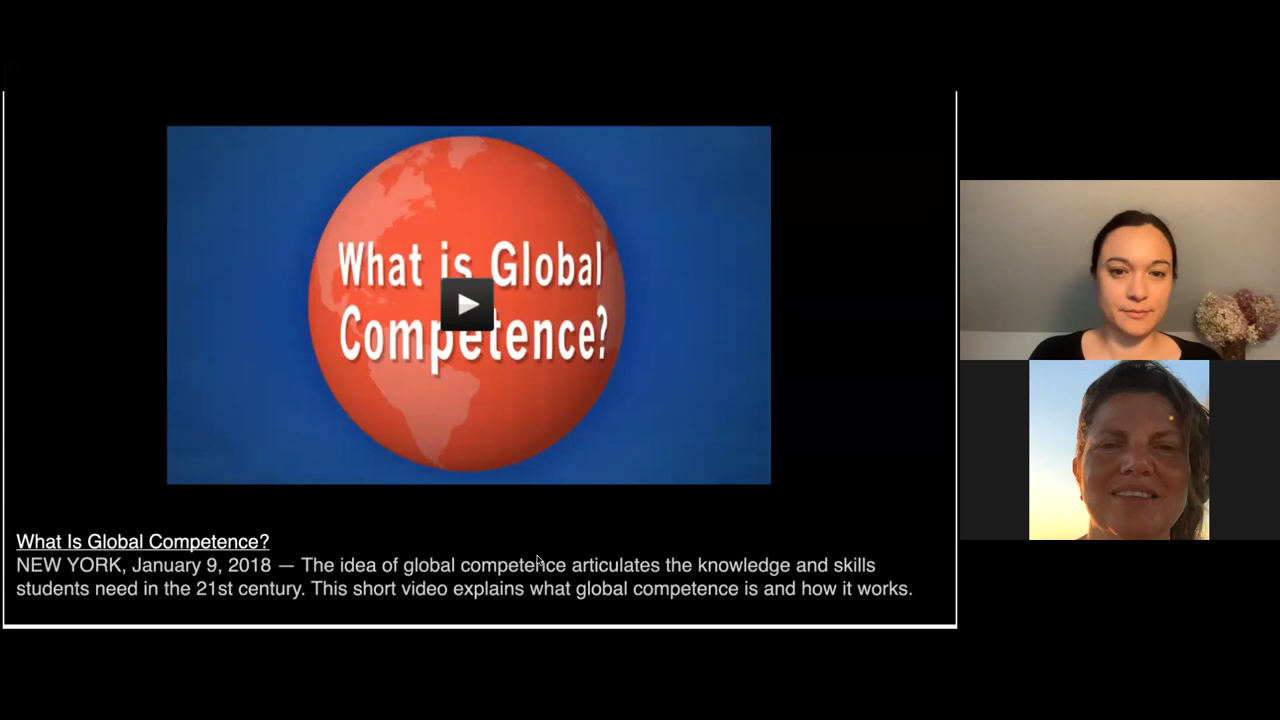 What is Global
Competence?
What Is Global Competence?
NEW YORK, January 9, 2018 — The idea of global competence articulates the knowledge and skills
students need in the 21st century. This short video explains what global competence is and how it works.